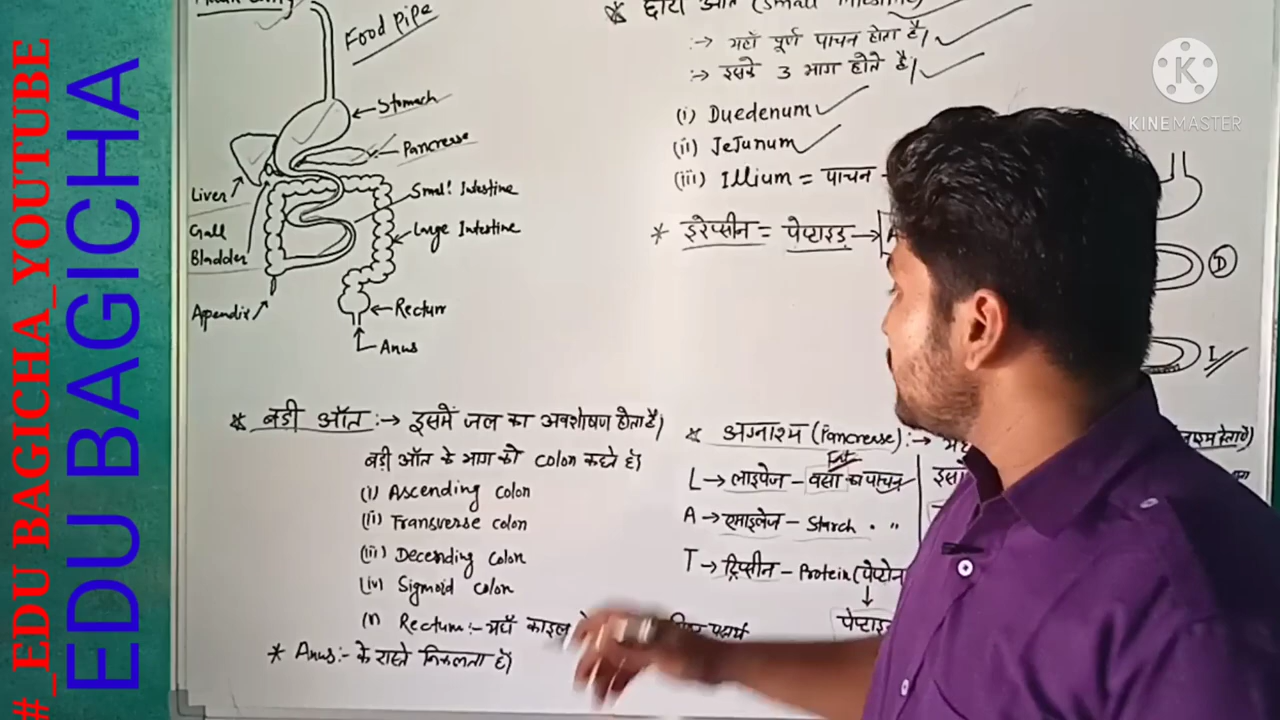 #_EDU BAGICHA_YOUTUBE
EDU BAGICHA
Food Pipe
Stomach
Pancrease
Liver
Small Intestine
Gall
Bladder
Large Intestine
Appendix
Rectum
Anus
* बड़ी आँत :→ इसमें जल का अवशोषण होता है।
बड़ी आँत के भाग को colon कहते हैं।
(i) Ascending colon
(ii) Transverse colon
(iii) Decending colon
(iv) Sigmoid colon
(v) Rectum :- यहाँ
* Anus:- के रास्ते निकलता है।
* छोटी आँत (Small Intestine)
:→ यहाँ पूर्ण पाचन होता है।
:→ इसके 3 भाग होते है।
(i) Duedenum
(ii) JeJunum
(iii) Illium = पाचन
* इरेप्सीन = पेप्टाइड →
D
I
* अग्नाश्य (Pancrease) :→
Fat
L → लाइपेज - वसा का पाचन
A → एमाइलेज - Starch " "
T → ट्रिप्सीन - Protein (पेप्टोन
↓
पेप्टाइड
KINEMASTER